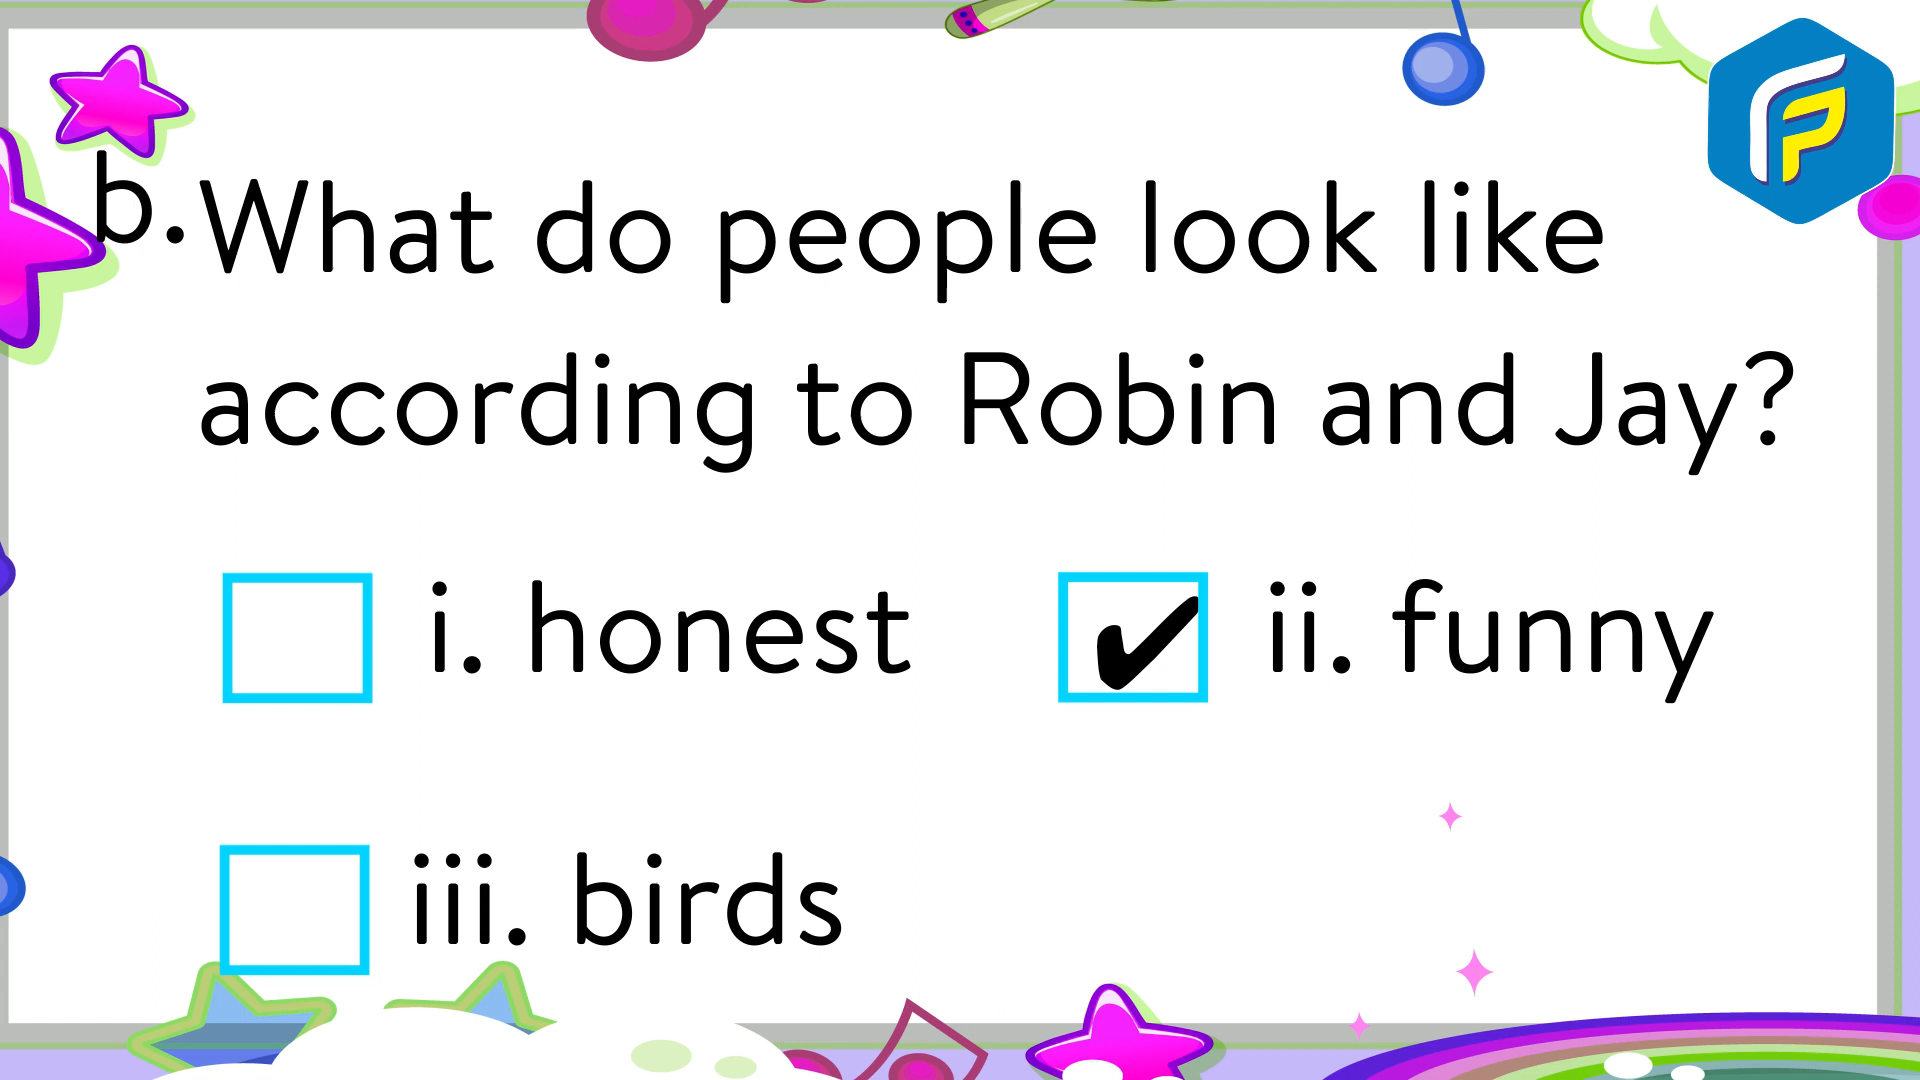 b. What do people look like
according to Robin and Jay?
i. honest ii. funny
iii. birds